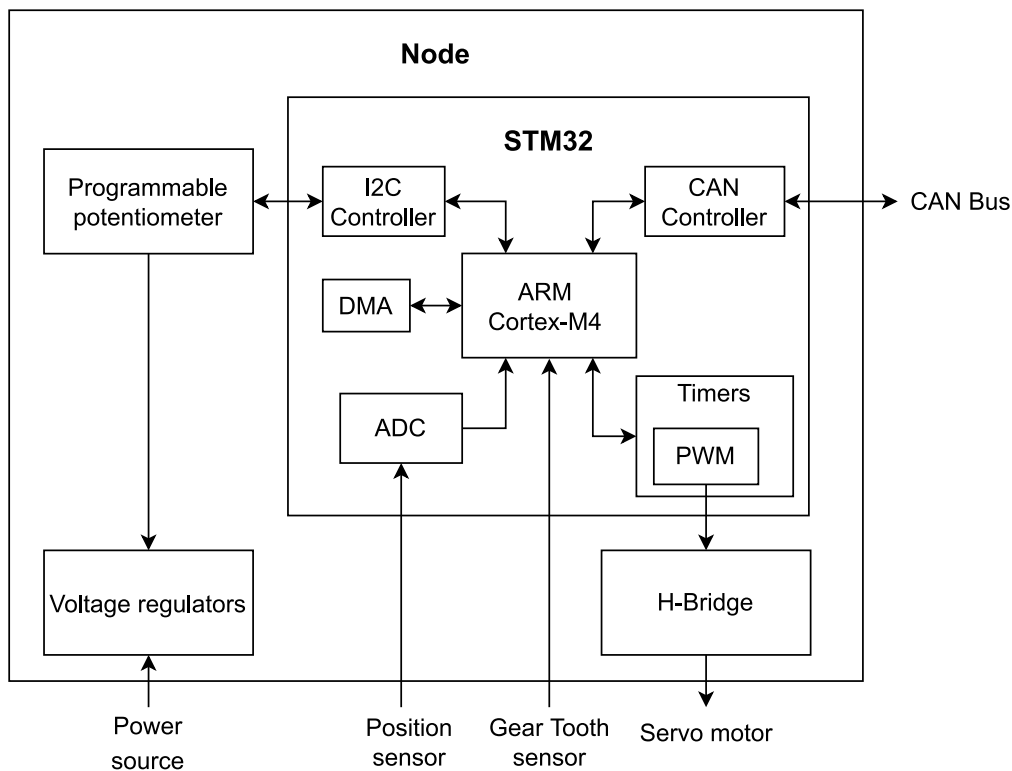 Node
STM32
Programmable
potentiometer
I2C
Controller
CAN
Controller
CAN Bus
DMA
ARM
Cortex-M4
ADC
Timers
PWM
Voltage regulators
H-Bridge
Power
source
Position
sensor
Gear Tooth
sensor
Servo motor